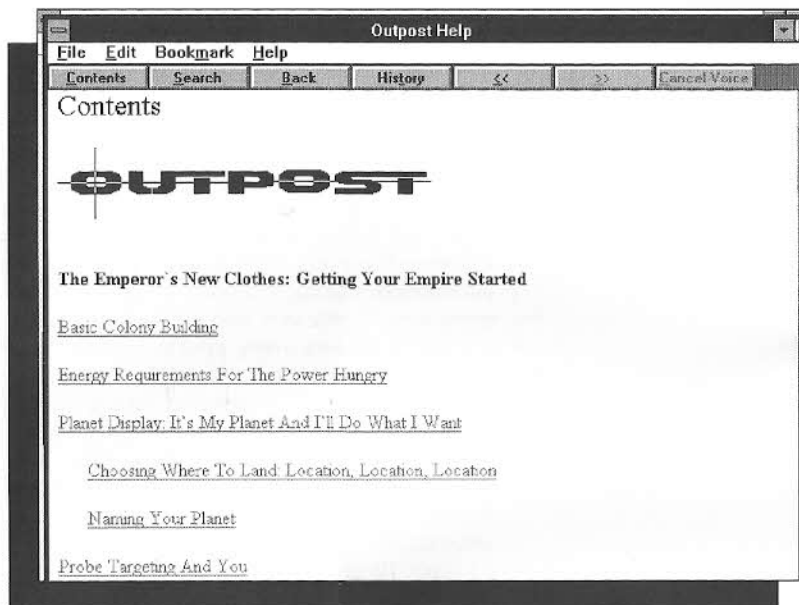 Outpost Help
File Edit Bookmark Help
Contents Search Back History << >> Cancel Voice
Contents
OUTPOST
The Emperor`s New Clothes: Getting Your Empire Started
Basic Colony Building
Energy Requirements For The Power Hungry
Planet Display: It`s My Planet And I`ll Do What I Want
Choosing Where To Land: Location, Location, Location
Naming Your Planet
Probe Targeting And You